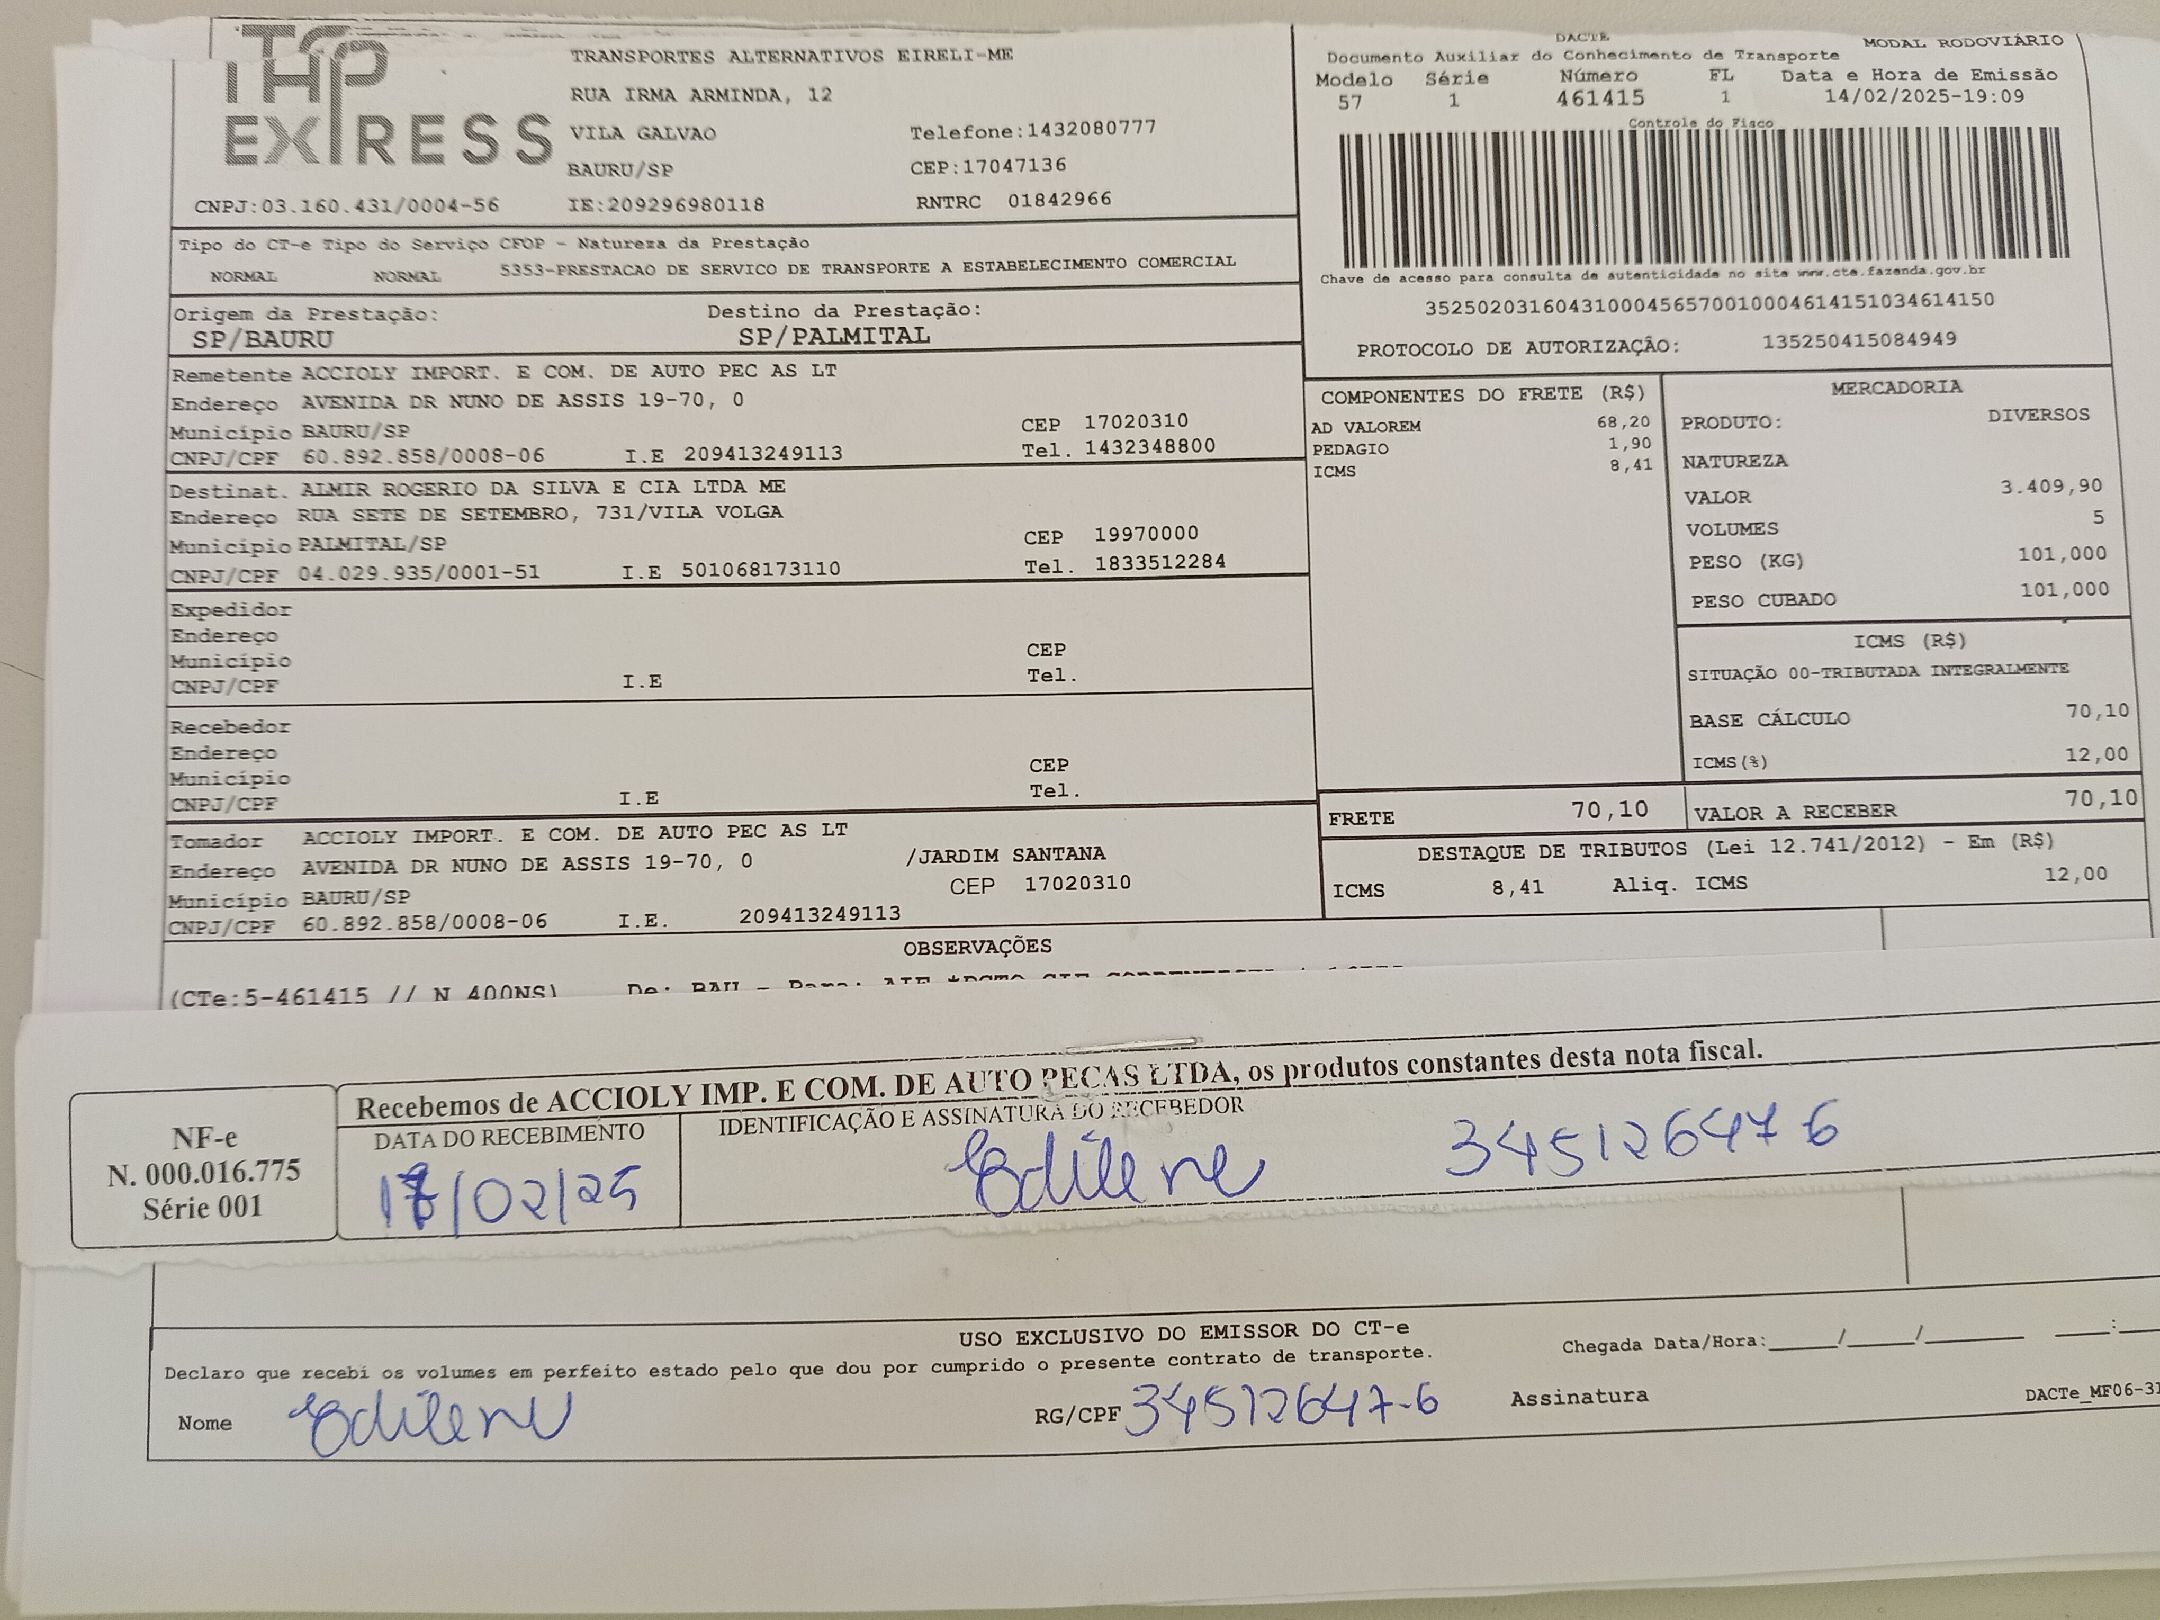 THP
EXPRESS
TRANSPORTES ALTERNATIVOS EIRELI-ME
RUA IRMA ARMINDA, 12
VILA GALVAO Telefone:1432080777
BAURU/SP CEP:17047136
CNPJ:03.160.431/0004-56 IE:209296980118 RNTRC 01842966
DACTE MODAL RODOVIÁRIO
Documento Auxiliar do Conhecimento de Transporte
Modelo Série Número FL Data e Hora de Emissão
57 1 461415 1 14/02/2025-19:09
Controle do Fisco
Chave de acesso para consulta de autenticidade no site www.cte.fazenda.gov.br
35250203160431000456570010004614151034614150
PROTOCOLO DE AUTORIZAÇÃO: 135250415084949
Tipo do CT-e Tipo do Serviço CFOP - Natureza da Prestação
NORMAL NORMAL 5353-PRESTACAO DE SERVICO DE TRANSPORTE A ESTABELECIMENTO COMERCIAL
Origem da Prestação: Destino da Prestação:
SP/BAURU SP/PALMITAL
Remetente ACCIOLY IMPORT. E COM. DE AUTO PEC AS LT
Endereço AVENIDA DR NUNO DE ASSIS 19-70, 0
Município BAURU/SP CEP 17020310
CNPJ/CPF 60.892.858/0008-06 I.E 209413249113 Tel. 1432348800
Destinat. ALMIR ROGERIO DA SILVA E CIA LTDA ME
Endereço RUA SETE DE SETEMBRO, 731/VILA VOLGA
Município PALMITAL/SP CEP 19970000
CNPJ/CPF 04.029.935/0001-51 I.E 501068173110 Tel. 1833512284
Expedidor
Endereço
Município CEP
CNPJ/CPF I.E Tel.
Recebedor
Endereço
Município CEP
CNPJ/CPF I.E Tel.
Tomador ACCIOLY IMPORT. E COM. DE AUTO PEC AS LT
Endereço AVENIDA DR NUNO DE ASSIS 19-70, 0 /JARDIM SANTANA
Município BAURU/SP CEP 17020310
CNPJ/CPF 60.892.858/0008-06 I.E. 209413249113
COMPONENTES DO FRETE (R$)
AD VALOREM 68,20
PEDAGIO 1,90
ICMS 8,41
MERCADORIA
PRODUTO: DIVERSOS
NATUREZA
VALOR 3.409,90
VOLUMES 5
PESO (KG) 101,000
PESO CUBADO 101,000
ICMS (R$)
SITUAÇÃO 00-TRIBUTADA INTEGRALMENTE
BASE CÁLCULO 70,10
ICMS(%) 12,00
FRETE 70,10 VALOR A RECEBER 70,10
DESTAQUE DE TRIBUTOS (Lei 12.741/2012) - Em (R$)
ICMS 8,41 Aliq. ICMS 12,00
OBSERVAÇÕES
(CTe:5-461415 // N 400NS) De: BAU - Para:
Recebemos de ACCIOLY IMP. E COM. DE AUTO PECAS LTDA, os produtos constantes desta nota fiscal.
NF-e
N. 000.016.775
Série 001
DATA DO RECEBIMENTO IDENTIFICAÇÃO E ASSINATURA DO RECEBEDOR
17/02/25 Edilene 345126476
USO EXCLUSIVO DO EMISSOR DO CT-e
Declaro que recebi os volumes em perfeito estado pelo que dou por cumprido o presente contrato de transporte. Chegada Data/Hora:____/____/______ ___:___
Nome Edilene RG/CPF 34512647-6 Assinatura DACTe_MF06-31